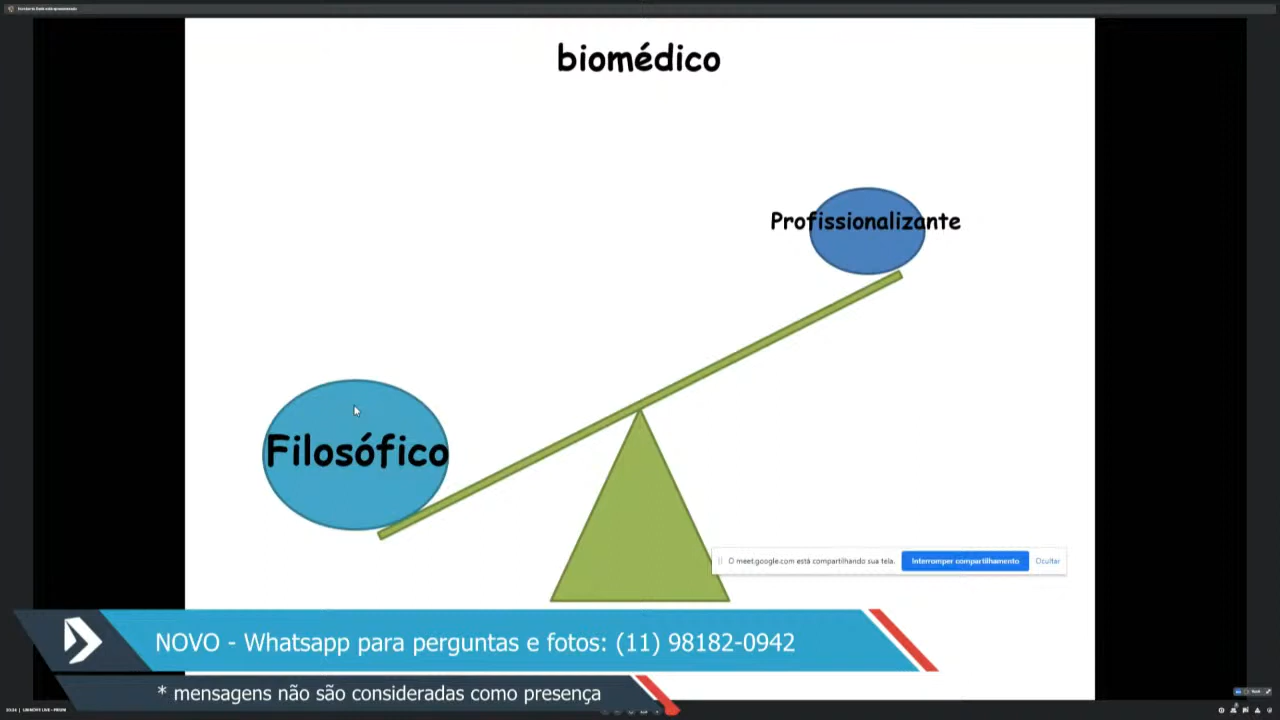 biomédico
Profissionalizante
Filosófico
O meet.google.com está compartilhando sua tela.
Interromper compartilhamento
Ocultar
NOVO - Whatsapp para perguntas e fotos: (11) 98182-0942
* mensagens não são consideradas como presença